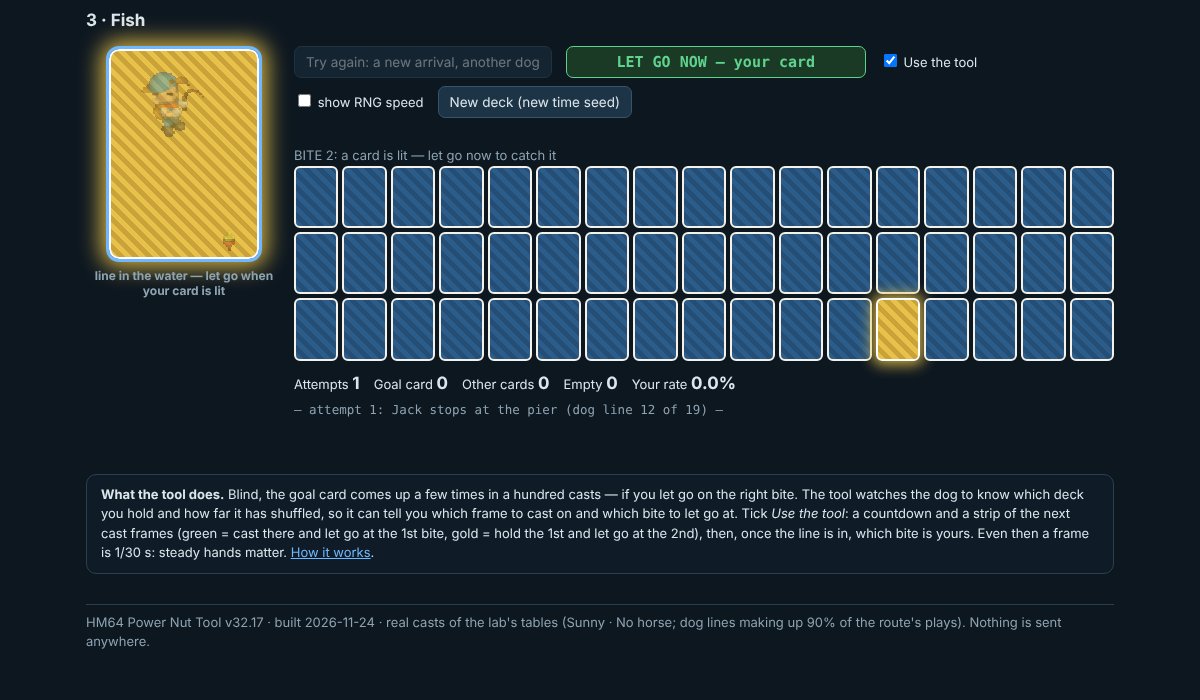 3 · Fish
Try again: a new arrival, another dog
LET GO NOW — your card
Use the tool
show RNG speed
New deck (new time seed)
line in the water — let go when
your card is lit
BITE 2: a card is lit — let go now to catch it
Attempts 1 Goal card 0 Other cards 0 Empty 0 Your rate 0.0%
— attempt 1: Jack stops at the pier (dog line 12 of 19) —
What the tool does. Blind, the goal card comes up a few times in a hundred casts — if you let go on the right bite. The tool watches the dog to know which deck
you hold and how far it has shuffled, so it can tell you which frame to cast on and which bite to let go at. Tick Use the tool: a countdown and a strip of the next
cast frames (green = cast there and let go at the 1st bite, gold = hold the 1st and let go at the 2nd), then, once the line is in, which bite is yours. Even then a frame
is 1/30 s: steady hands matter. How it works.
HM64 Power Nut Tool v32.17 · built 2026-11-24 · real casts of the lab's tables (Sunny · No horse; dog lines making up 90% of the route's plays). Nothing is sent
anywhere.